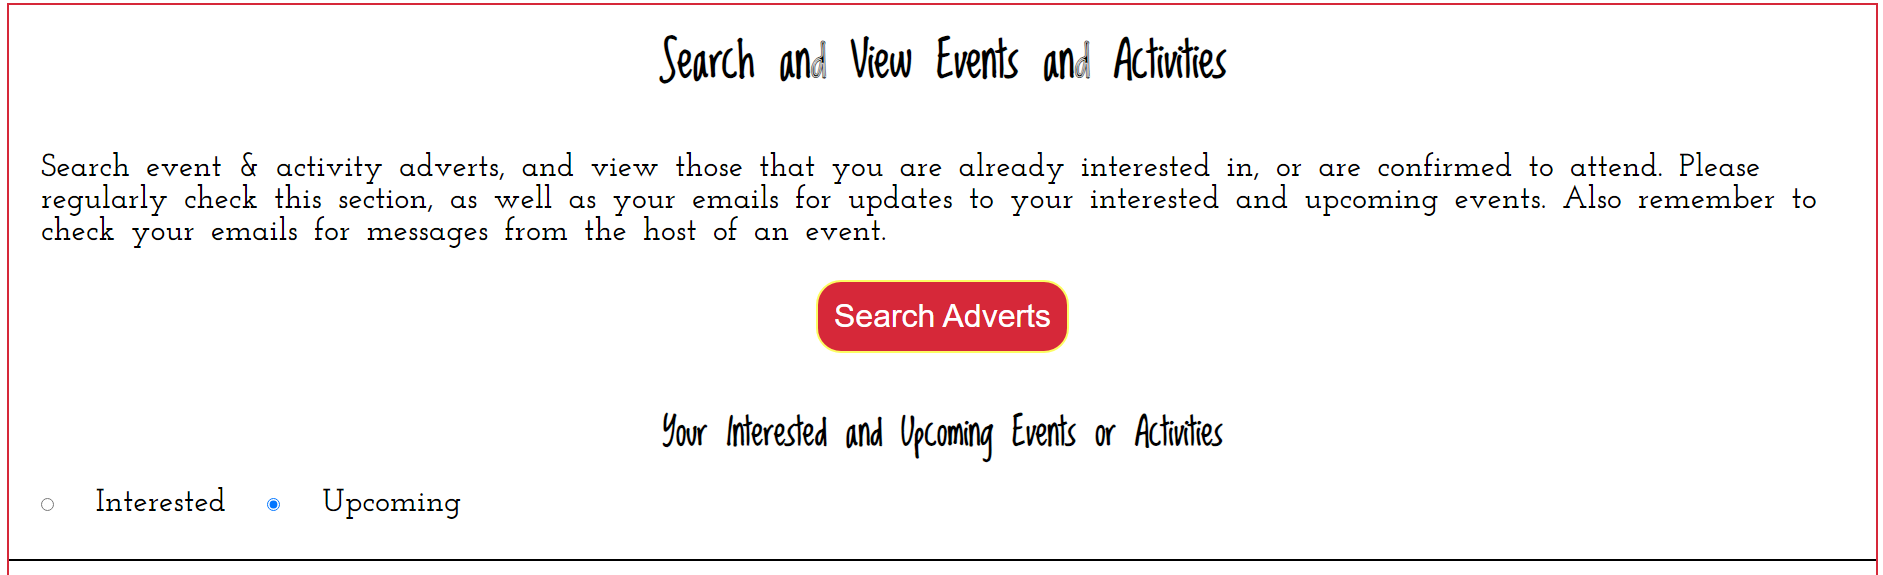 Search and View Events and Activities
Search event & activity adverts, and view those that you are already interested in, or are confirmed to attend. Please
regularly check this section, as well as your emails for updates to your interested and upcoming events. Also remember to
check your emails for messages from the host of an event.
Search Adverts
Your Interested and Upcoming Events or Activities
Interested Upcoming